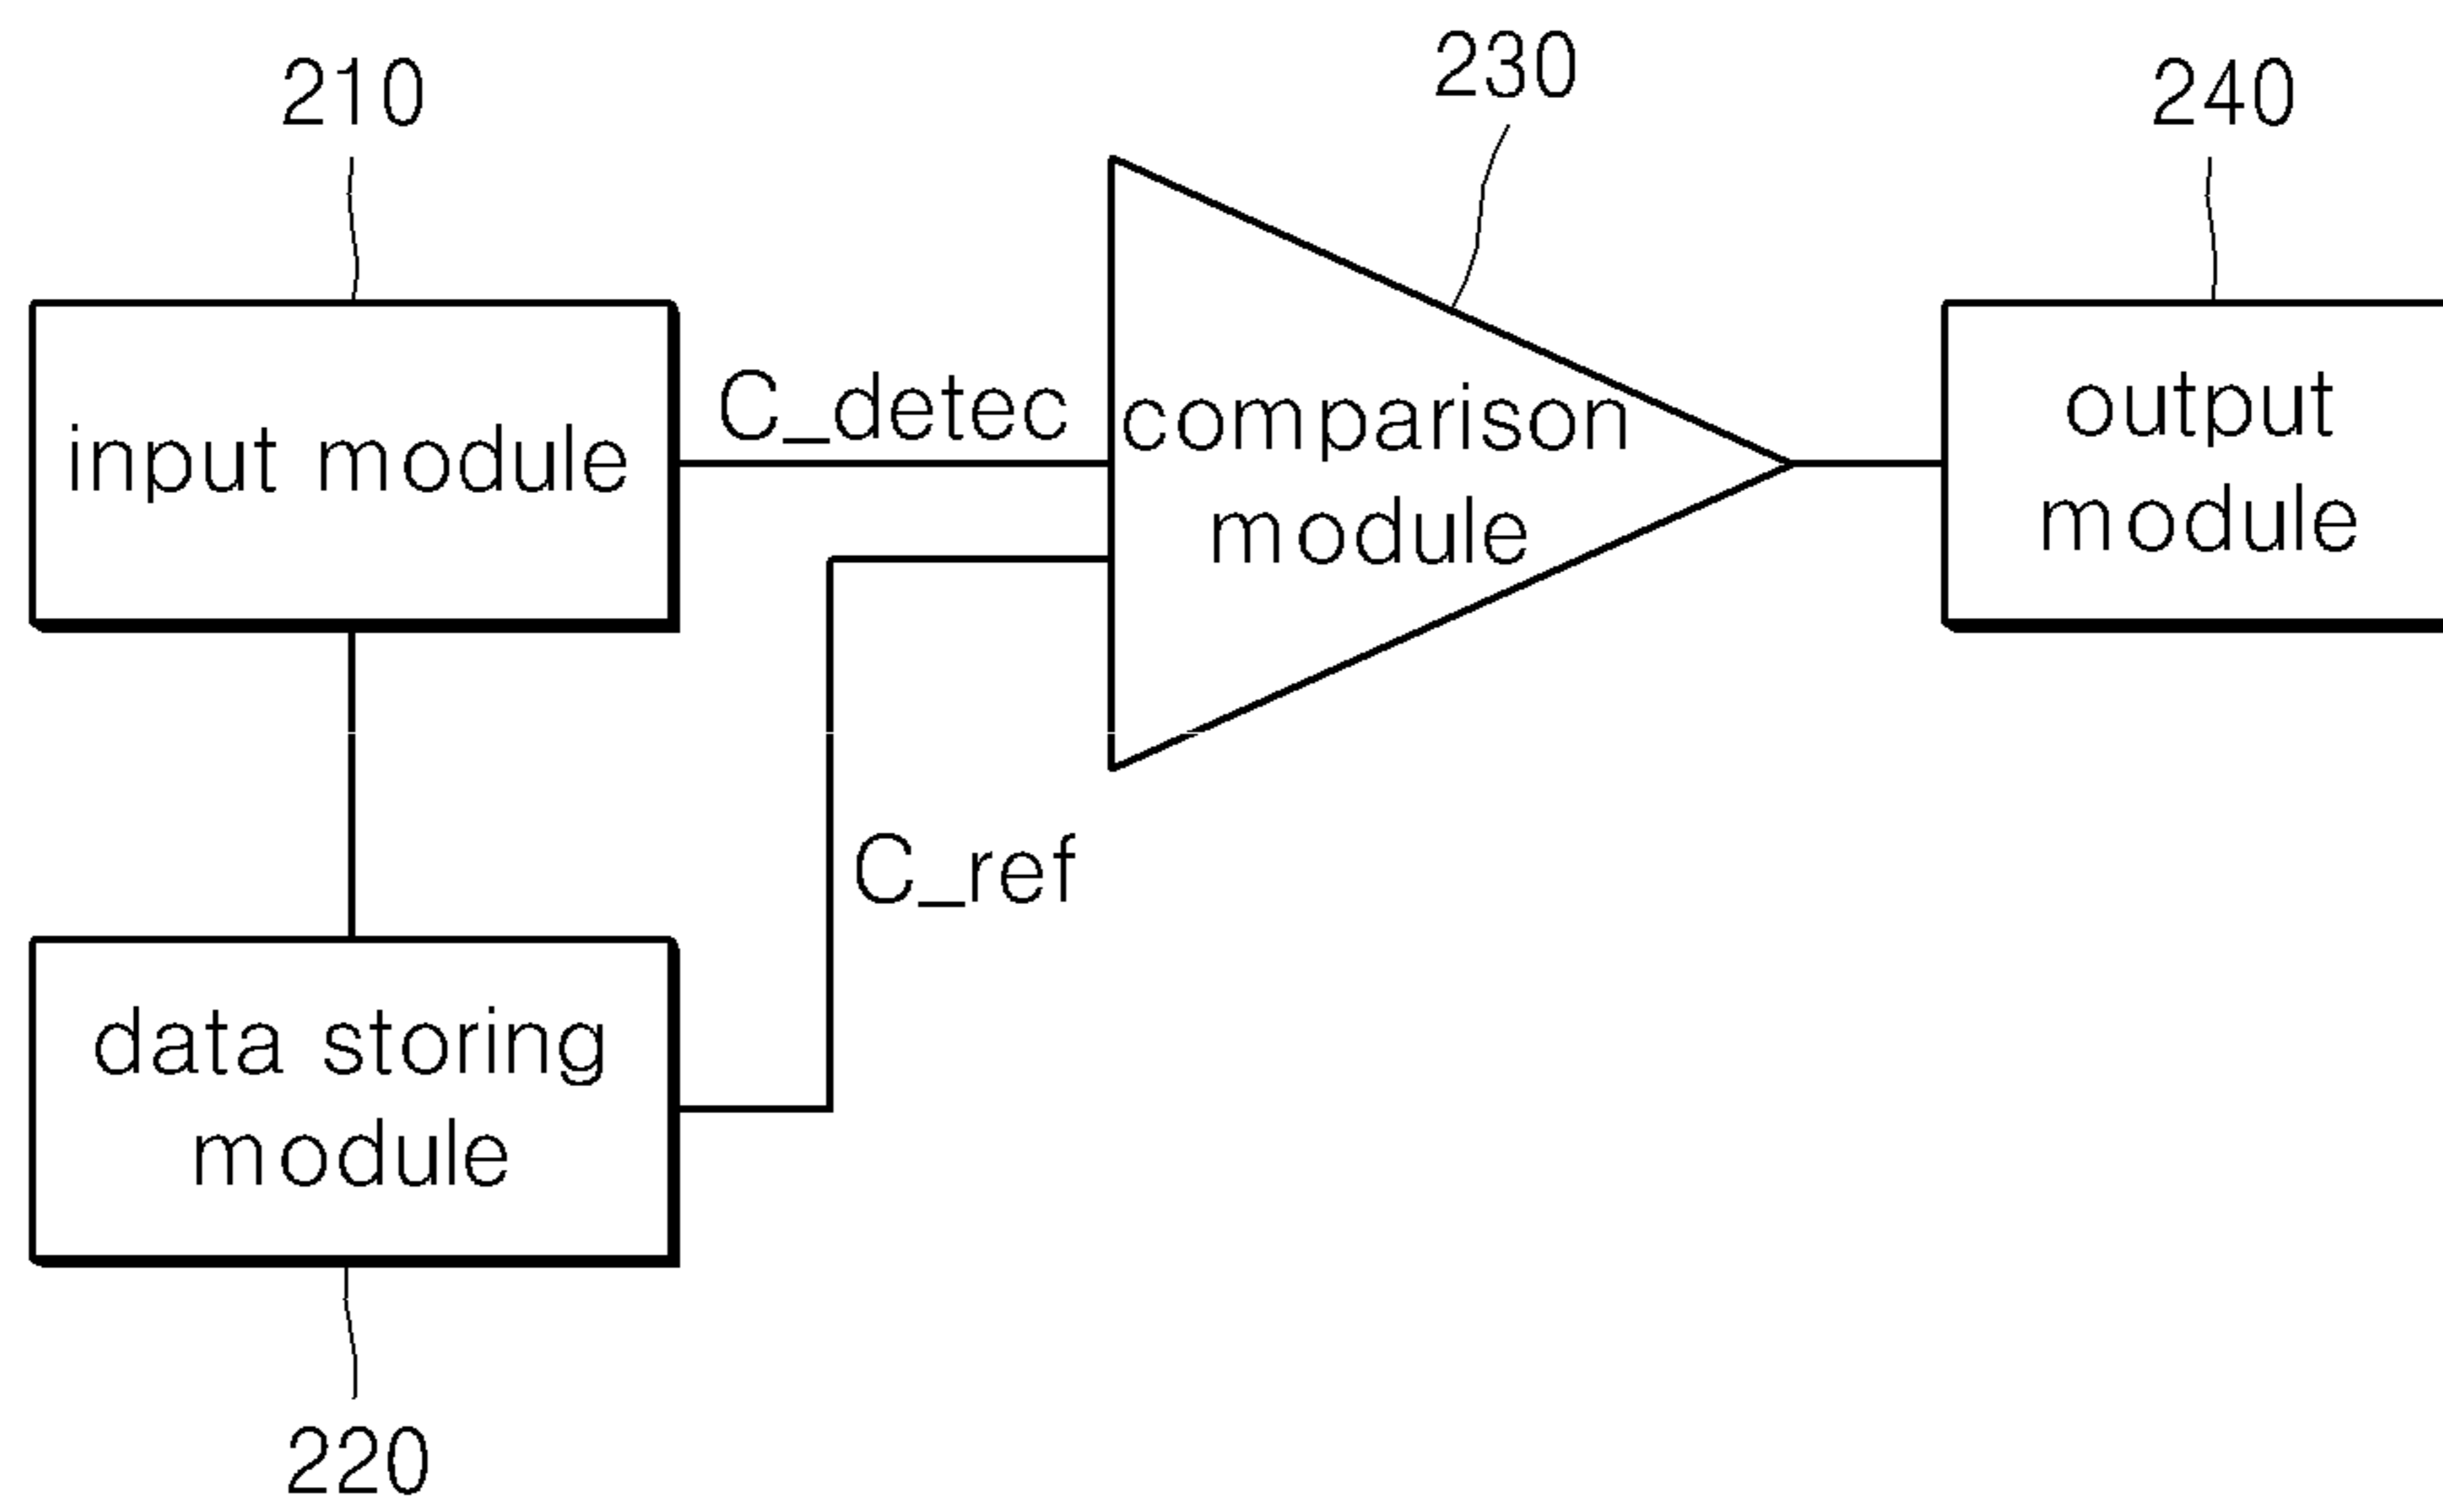 210
230
240
input module
C_detec
comparison
module
output
module
C_ref
data storing
module
220